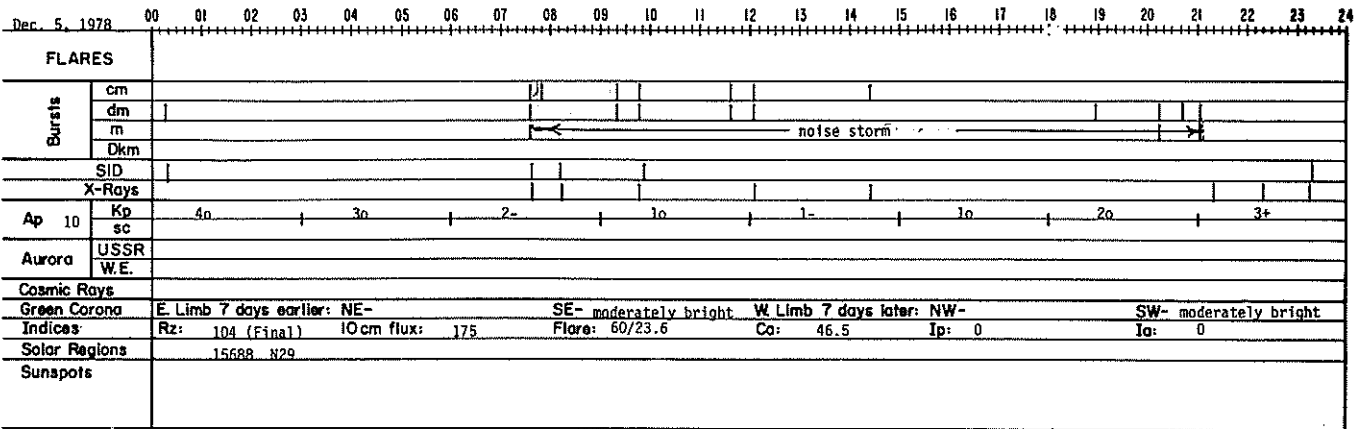 Dec. 5, 1978 00 01 02 03 04 05 06 07 08 09 10 11 12 13 14 15 16 17 18 19 20 21 22 23 24
FLARES
Bursts
cm
dm
m noise storm
Dkm
SID
X-Rays
Ap 10 Kp 4o 3o 2- 1o 1- 1o 2o 3+
sc
Aurora
USSR
W.E.
Cosmic Rays
Green Corona E. Limb 7 days earlier: NE- SE- moderately bright W. Limb 7 days later: NW- SW- moderately bright
Indices Rz: 104 (Final) 10cm flux: 175 Flare: 60/23.6 Ca: 46.5 Ip: 0 Ia: 0
Solar Regions 15688 N29
Sunspots